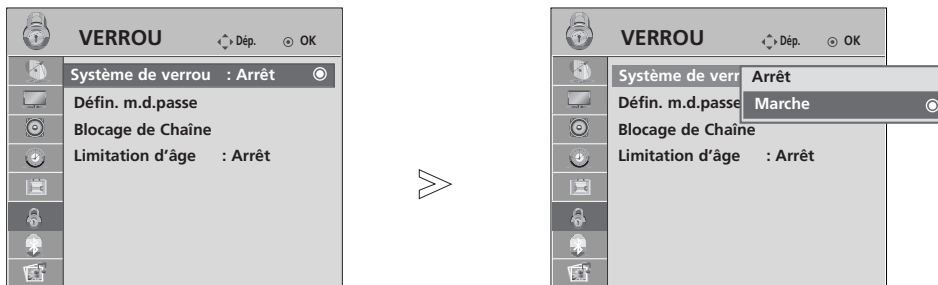 VERROU Dép. OK
Système de verrou : Arrêt
Défin. m.d.passe
Blocage de Chaîne
Limitation d'âge : Arrêt
VERROU Dép. OK
Système de verr
Arrêt
Défin. m.d.passe
Marche
Blocage de Chaîne
Limitation d'âge : Arrêt